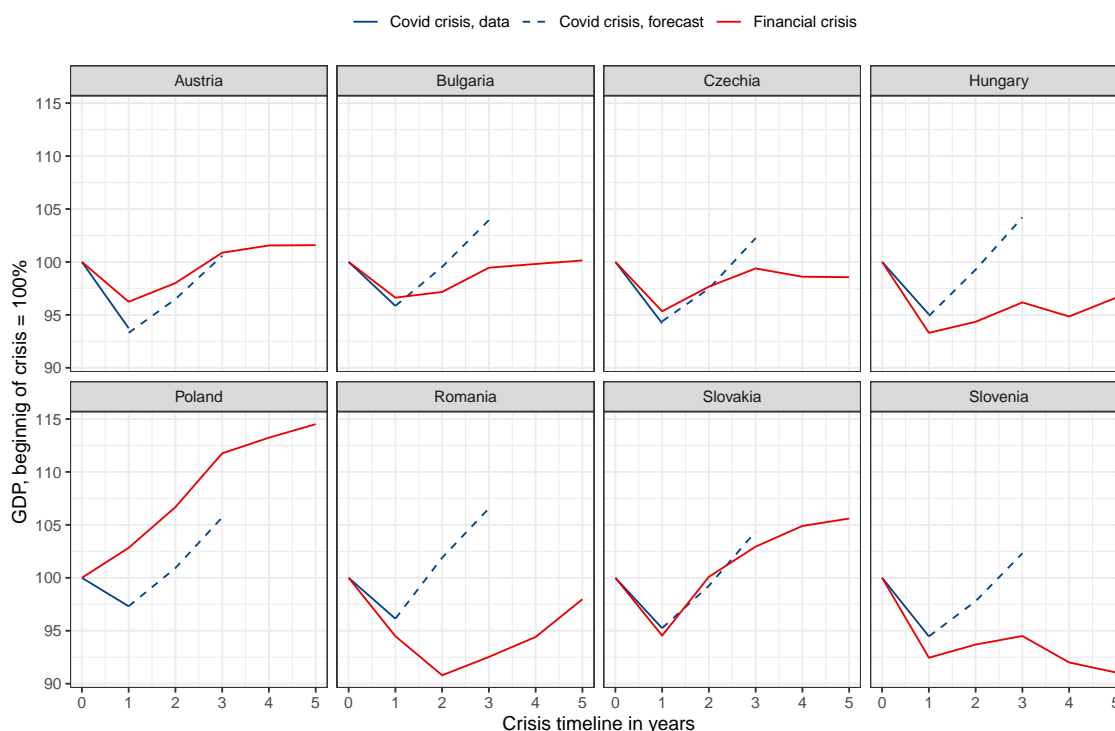 Covid crisis, data Covid crisis, forecast Financial crisis
Austria Bulgaria Czechia Hungary
115
110
105
100
95
90
Poland Romania Slovakia Slovenia
115
110
105
100
95
90
0 1 2 3 4 5 0 1 2 3 4 5 0 1 2 3 4 5 0 1 2 3 4 5
Crisis timeline in years
GDP, beginnig of crisis = 100%